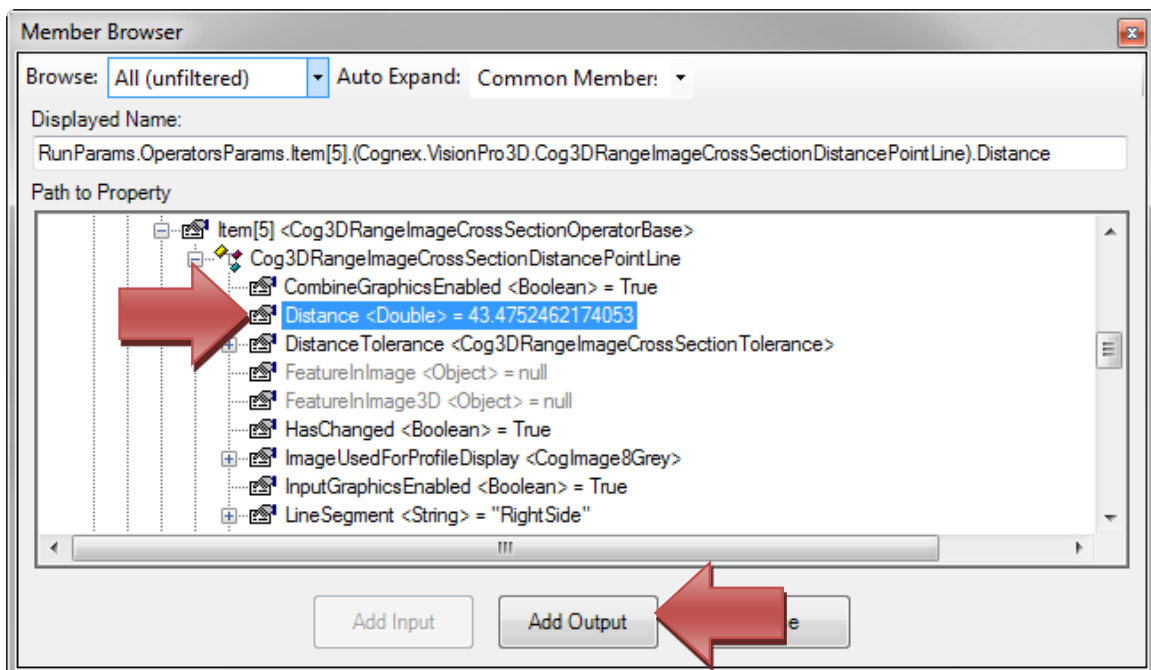 Member Browser
Browse: All (unfiltered) Auto Expand: Common Member:
Displayed Name:
RunParams.OperatorsParams.Item[5].(Cognex.VisionPro3D.Cog3DRangeImageCrossSectionDistancePointLine).Distance
Path to Property
Item[5] <Cog3DRangeImageCrossSectionOperatorBase>
Cog3DRangeImageCrossSectionDistancePointLine
CombineGraphicsEnabled <Boolean> = True
Distance <Double> = 43.4752462174053
DistanceTolerance <Cog3DRangeImageCrossSectionTolerance>
FeatureInImage <Object> = null
FeatureInImage3D <Object> = null
HasChanged <Boolean> = True
ImageUsedForProfileDisplay <CogImage8Grey>
InputGraphicsEnabled <Boolean> = True
LineSegment <String> = "RightSide"
Add Input Add Output